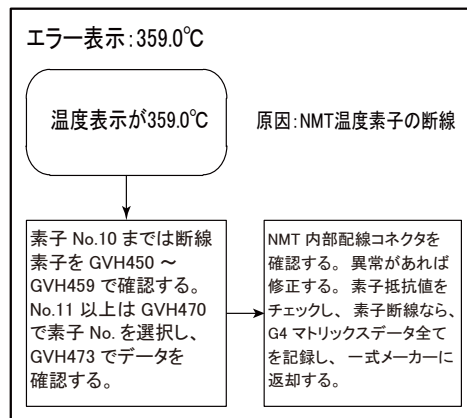 エラー表示：359.0℃
温度表示が359.0℃
原因：NMT温度素子の断線
素子 No.10 までは断線
素子を GVH450 ～
GVH459 で確認する。
No.11 以上は GVH470
で素子 No. を選択し、
GVH473 でデータを
確認する。
NMT 内部配線コネクタを
確認する。 異常があれば
修正する。 素子抵抗値を
チェックし、 素子断線なら、
G4 マトリックスデータ全て
を記録し、 一式メーカーに
返却する。